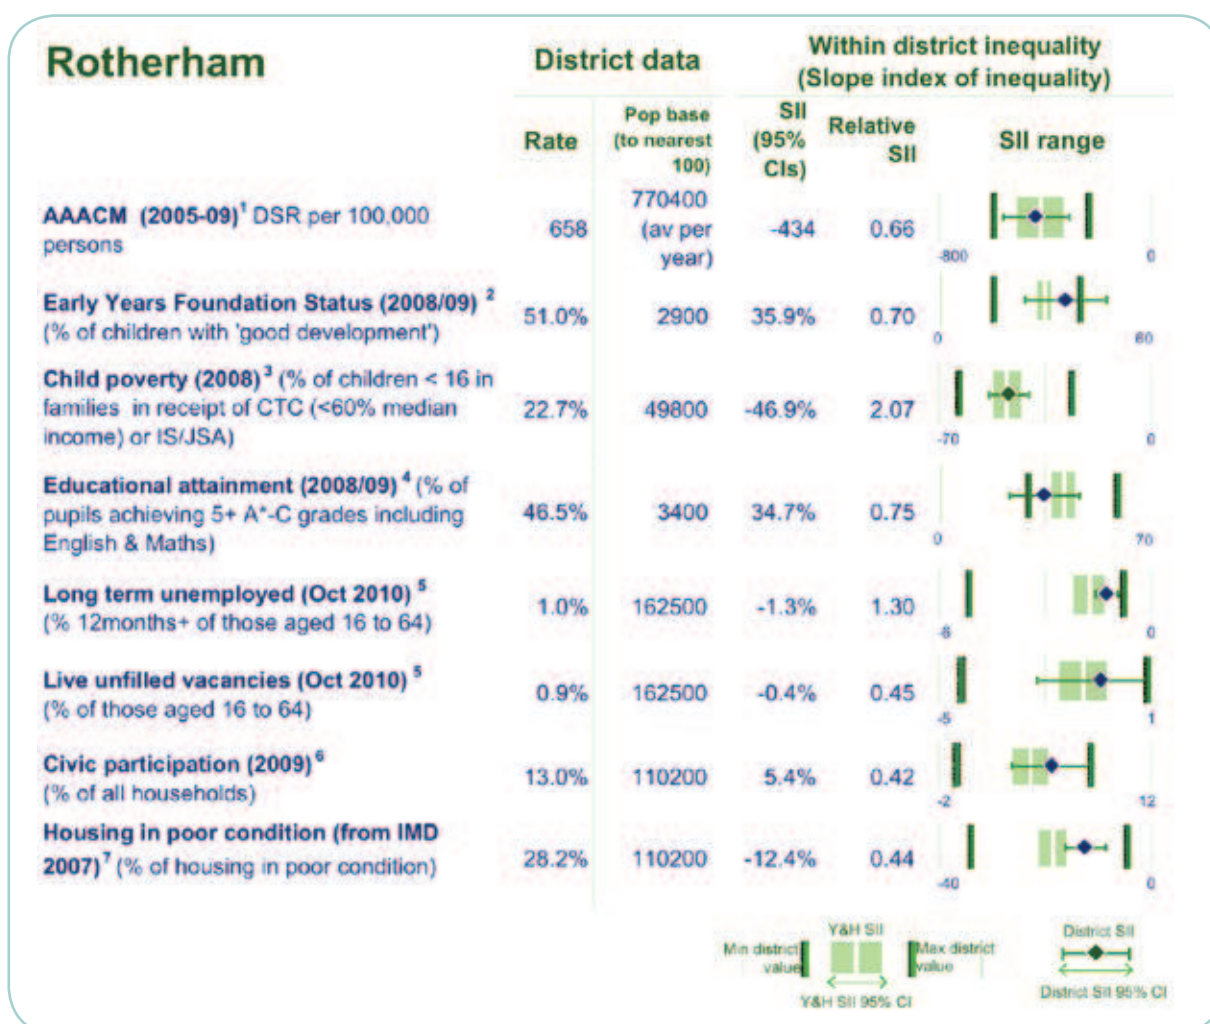 Rotherham
District data
Within district inequality
(Slope index of inequality)
Rate
Pop base
(to nearest
100)
SII
(95%
CIs)
Relative
SII
SII range
AAACM (2005-09)¹ DSR per 100,000
persons
658
770400
(av per
year)
-434
0.66
-800
0
Early Years Foundation Status (2008/09) ²
(% of children with 'good development')
51.0%
2900
35.9%
0.70
0
60
Child poverty (2008)³ (% of children < 16 in
families in receipt of CTC (<60% median
income) or IS/JSA)
22.7%
49800
-46.9%
2.07
-70
0
Educational attainment (2008/09)⁴ (% of
pupils achieving 5+ A*-C grades including
English & Maths)
46.5%
3400
34.7%
0.75
0
70
Long term unemployed (Oct 2010)⁵
(% 12months+ of those aged 16 to 64)
1.0%
162500
-1.3%
1.30
-6
0
Live unfilled vacancies (Oct 2010)⁵
(% of those aged 16 to 64)
0.9%
162500
-0.4%
0.45
-5
1
Civic participation (2009)⁶
(% of all households)
13.0%
110200
5.4%
0.42
-2
12
Housing in poor condition (from IMD
2007)⁷ (% of housing in poor condition)
28.2%
110200
-12.4%
0.44
-40
0
Min district
value
Y&H SII
Max district
value
Y&H SII 95% CI
District SII
District SII 95% CI